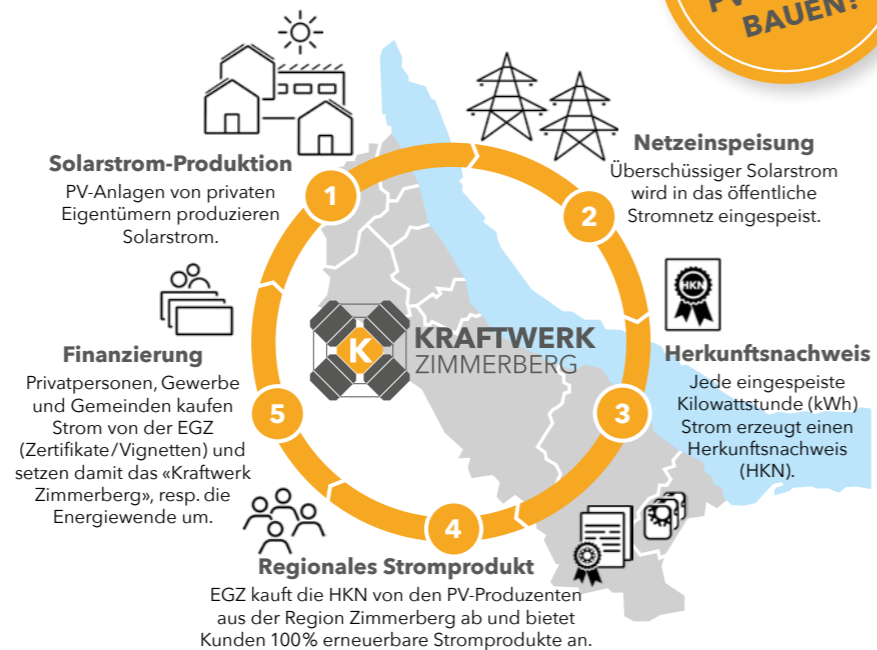 BAUEN?
1
Solarstrom-Produktion
PV-Anlagen von privaten
Eigentümern produzieren
Solarstrom.
2
Netzeinspeisung
Überschüssiger Solarstrom
wird in das öffentliche
Stromnetz eingespeist.
HKN
Herkunftsnachweis
3
Jede eingespeiste
Kilowattstunde (kWh)
Strom erzeugt einen
Herkunftsnachweis
(HKN).
K
KRAFTWERK
ZIMMERBERG
4
Regionales Stromprodukt
EGZ kauft die HKN von den PV-Produzenten
aus der Region Zimmerberg ab und bietet
Kunden 100% erneuerbare Stromprodukte an.
5
Finanzierung
Privatpersonen, Gewerbe
und Gemeinden kaufen
Strom von der EGZ
(Zertifikate/Vignetten) und
setzen damit das «Kraftwerk
Zimmerberg», resp. die
Energiewende um.